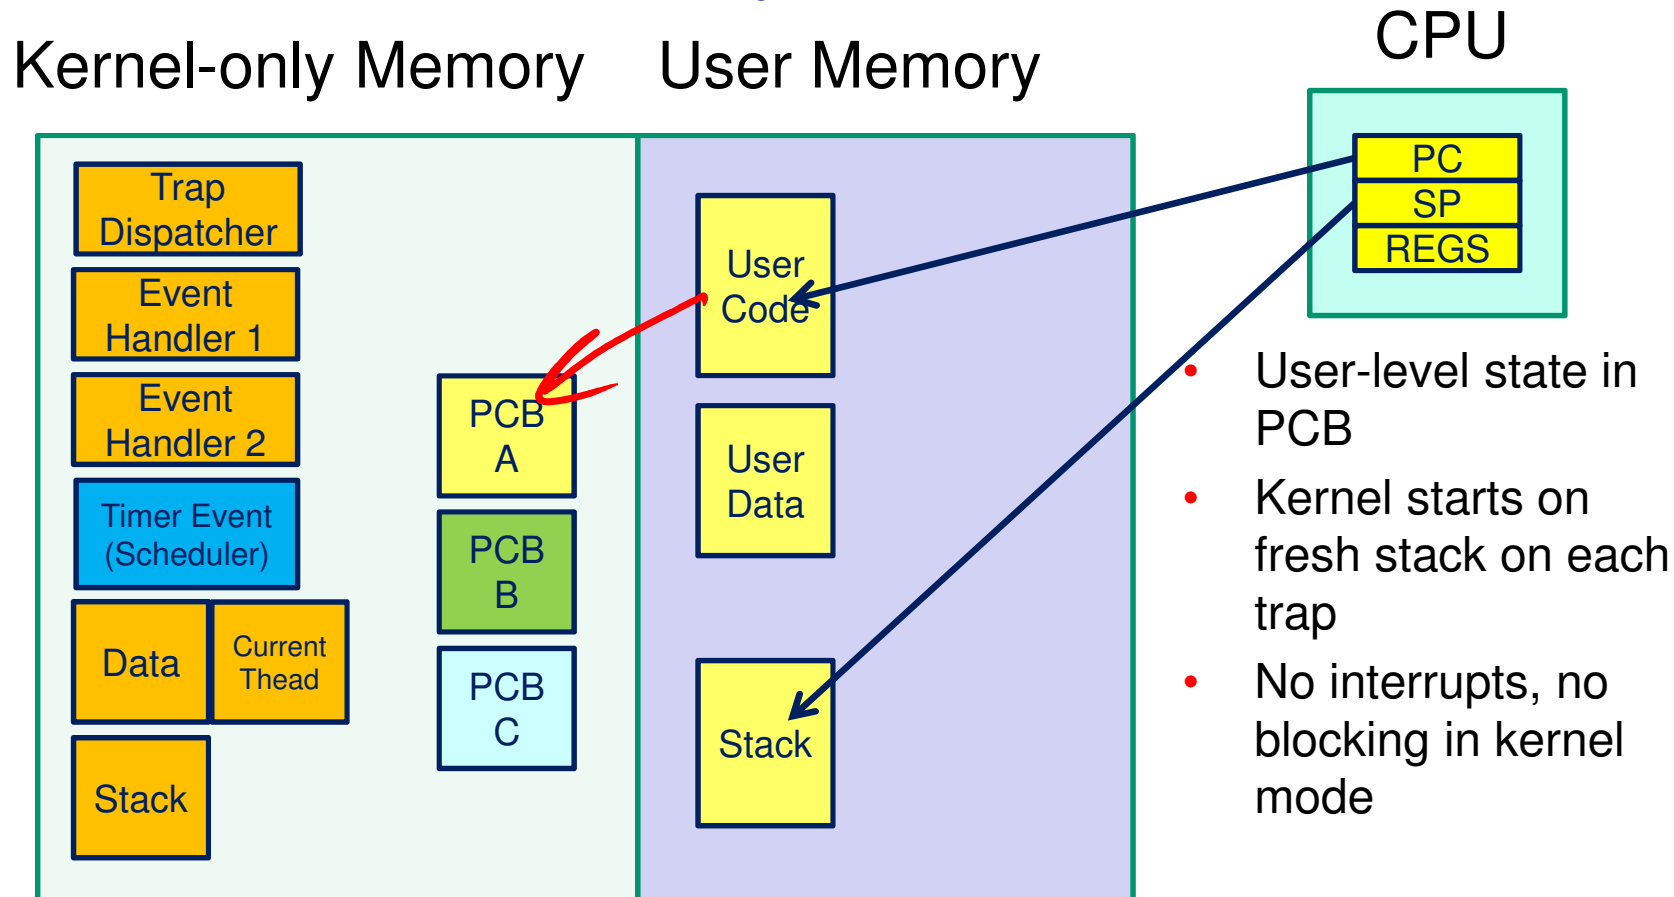 Kernel-only Memory
User Memory
CPU
Trap
Dispatcher
Event
Handler 1
Event
Handler 2
Timer Event
(Scheduler)
Data
Current
Thead
Stack
PCB
A
PCB
B
PCB
C
User
Code
User
Data
Stack
PC
SP
REGS
• User-level state in
PCB
• Kernel starts on
fresh stack on each
trap
• No interrupts, no
blocking in kernel
mode